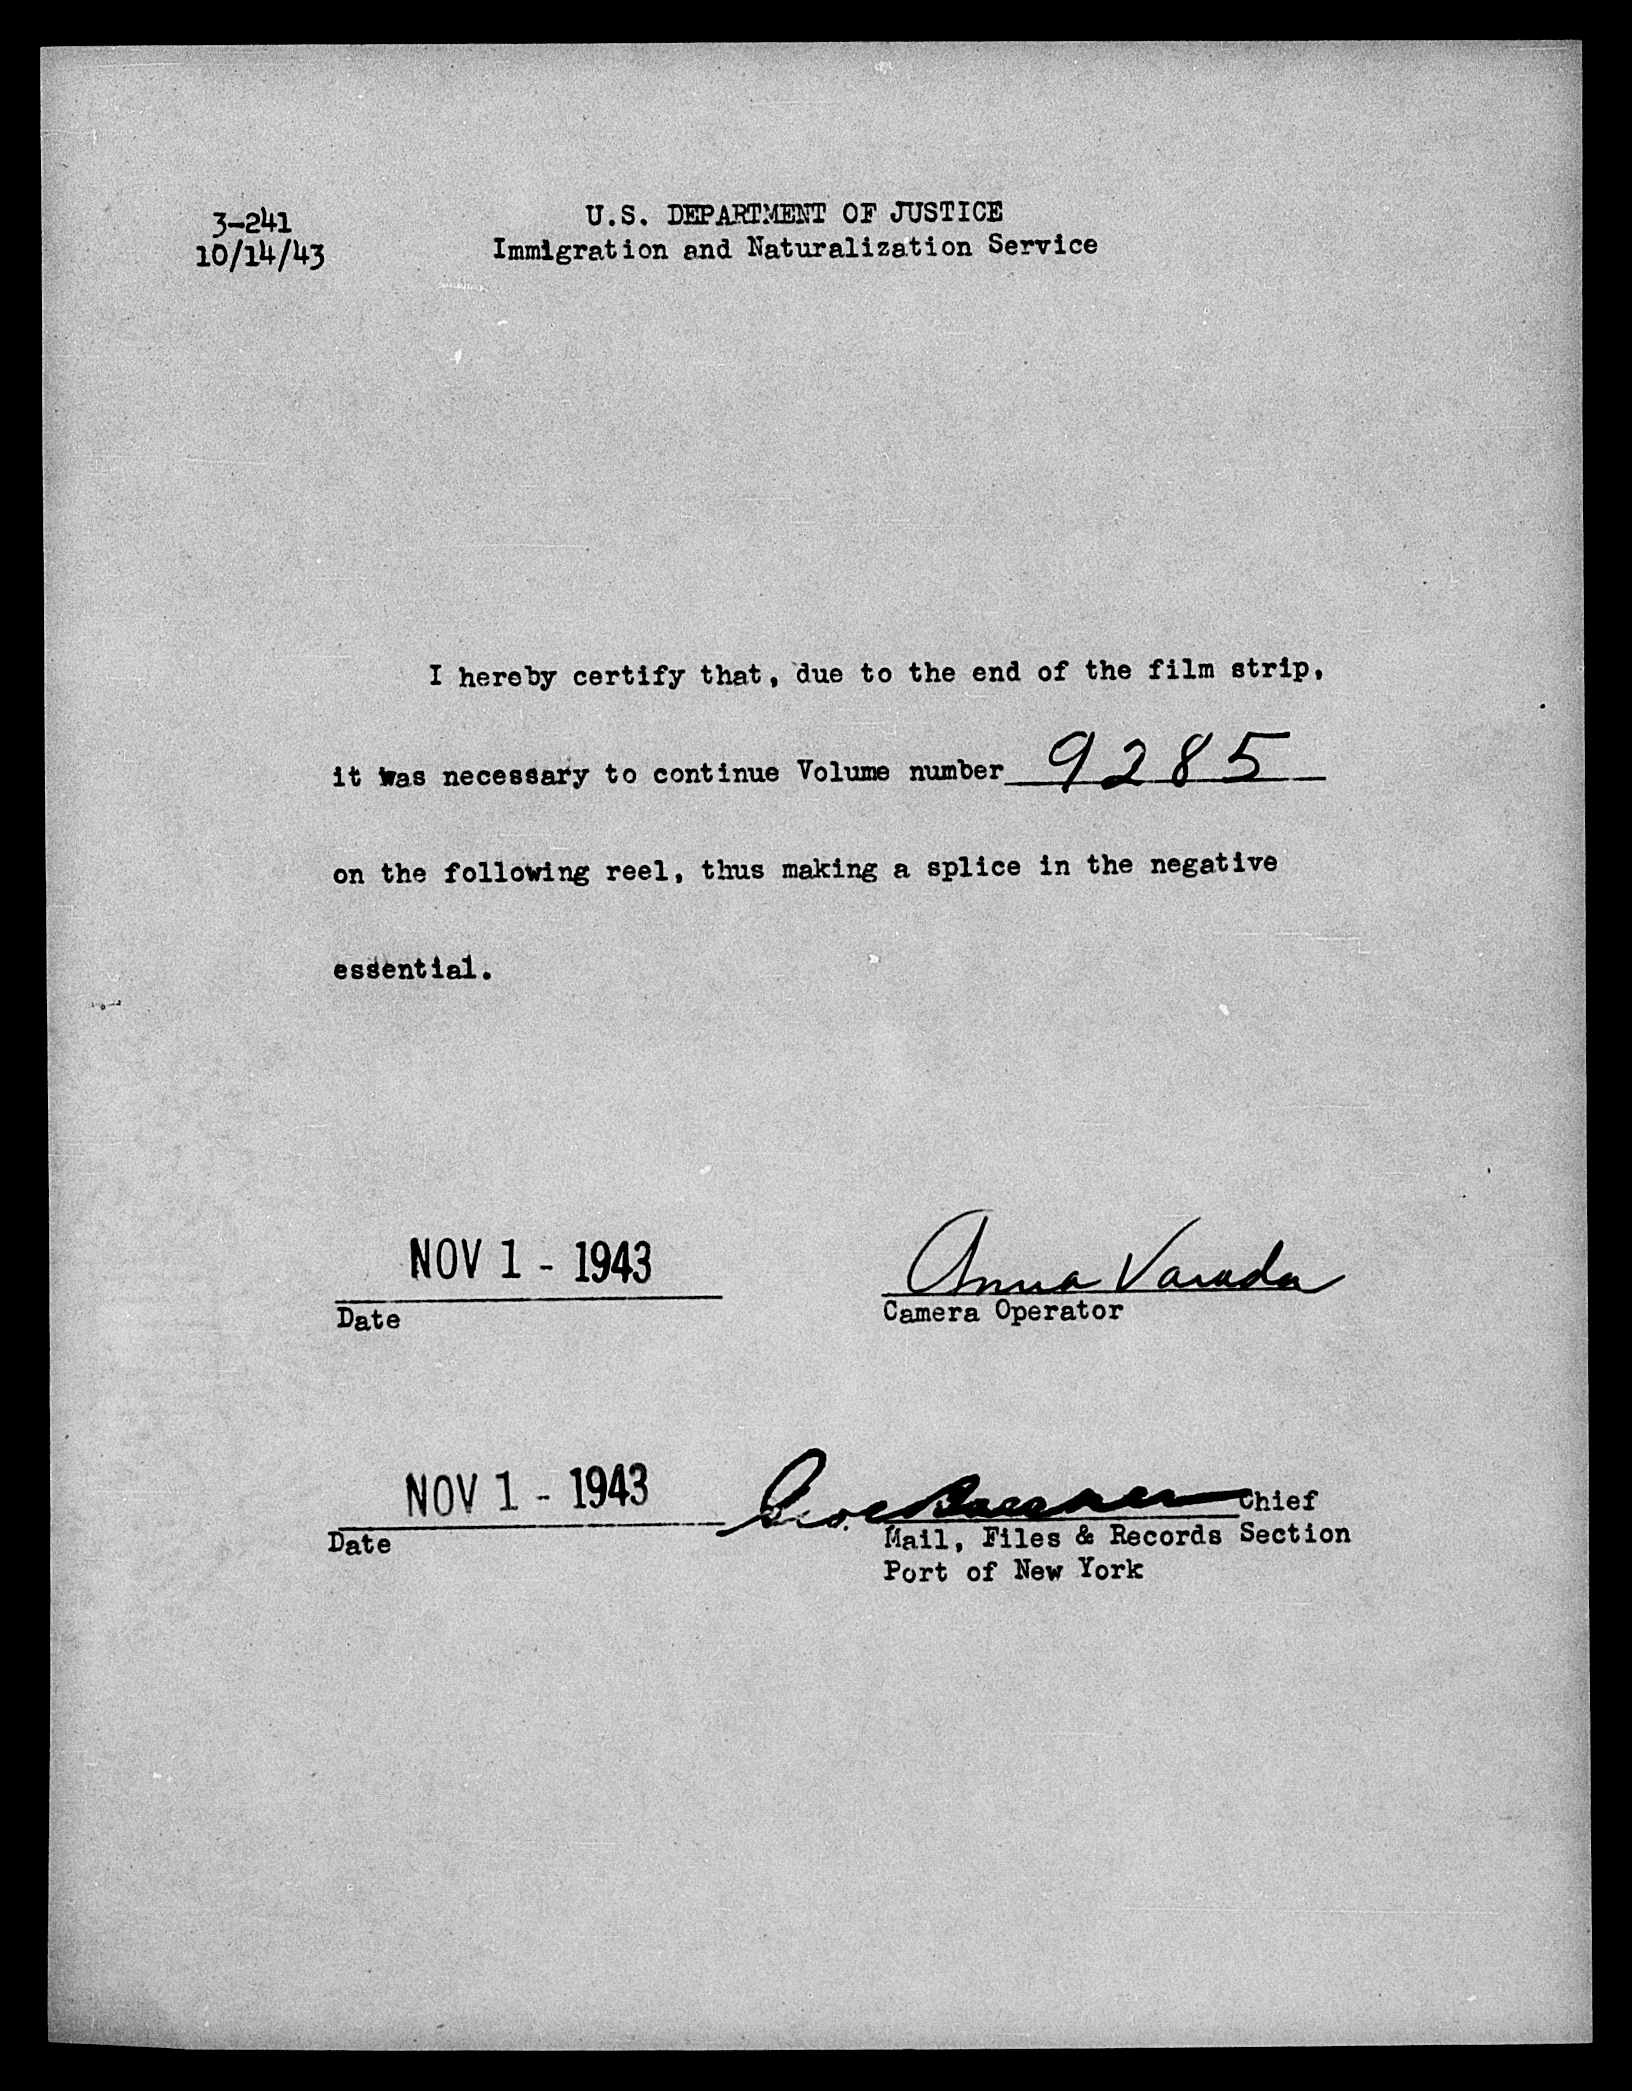 3-241
10/14/43
U.S. DEPARTMENT OF JUSTICE
Immigration and Naturalization Service
I hereby certify that, due to the end of the film strip,
it was necessary to continue Volume number 9285
on the following reel, thus making a splice in the negative
essential.
NOV 1 - 1943
Date
Anna Varada
Camera Operator
NOV 1 - 1943
Date
Chief
Mail, Files & Records Section
Port of New York